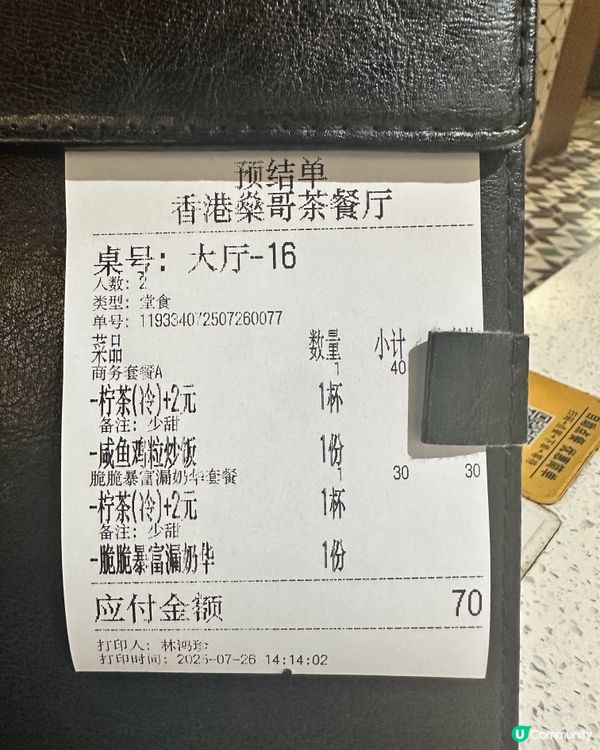 预结单
香港燊哥茶餐厅
桌号: 大厅-16
人数: 2
类型: 堂食
单号: 119334072507260077
菜品 数量 小计
商务套餐A 1 40
-柠茶(冷)+2元 1杯
备注: 少甜
-咸鱼鸡粒炒饭 1份
脆脆暴富漏奶华套餐 1 30 30
-柠茶(冷)+2元 1杯
备注: 少甜
-脆脆暴富漏奶华 1份
应付金额 70
打印人: 林鸿珍
打印时间: 2025-07-26 14:14:02
U Community